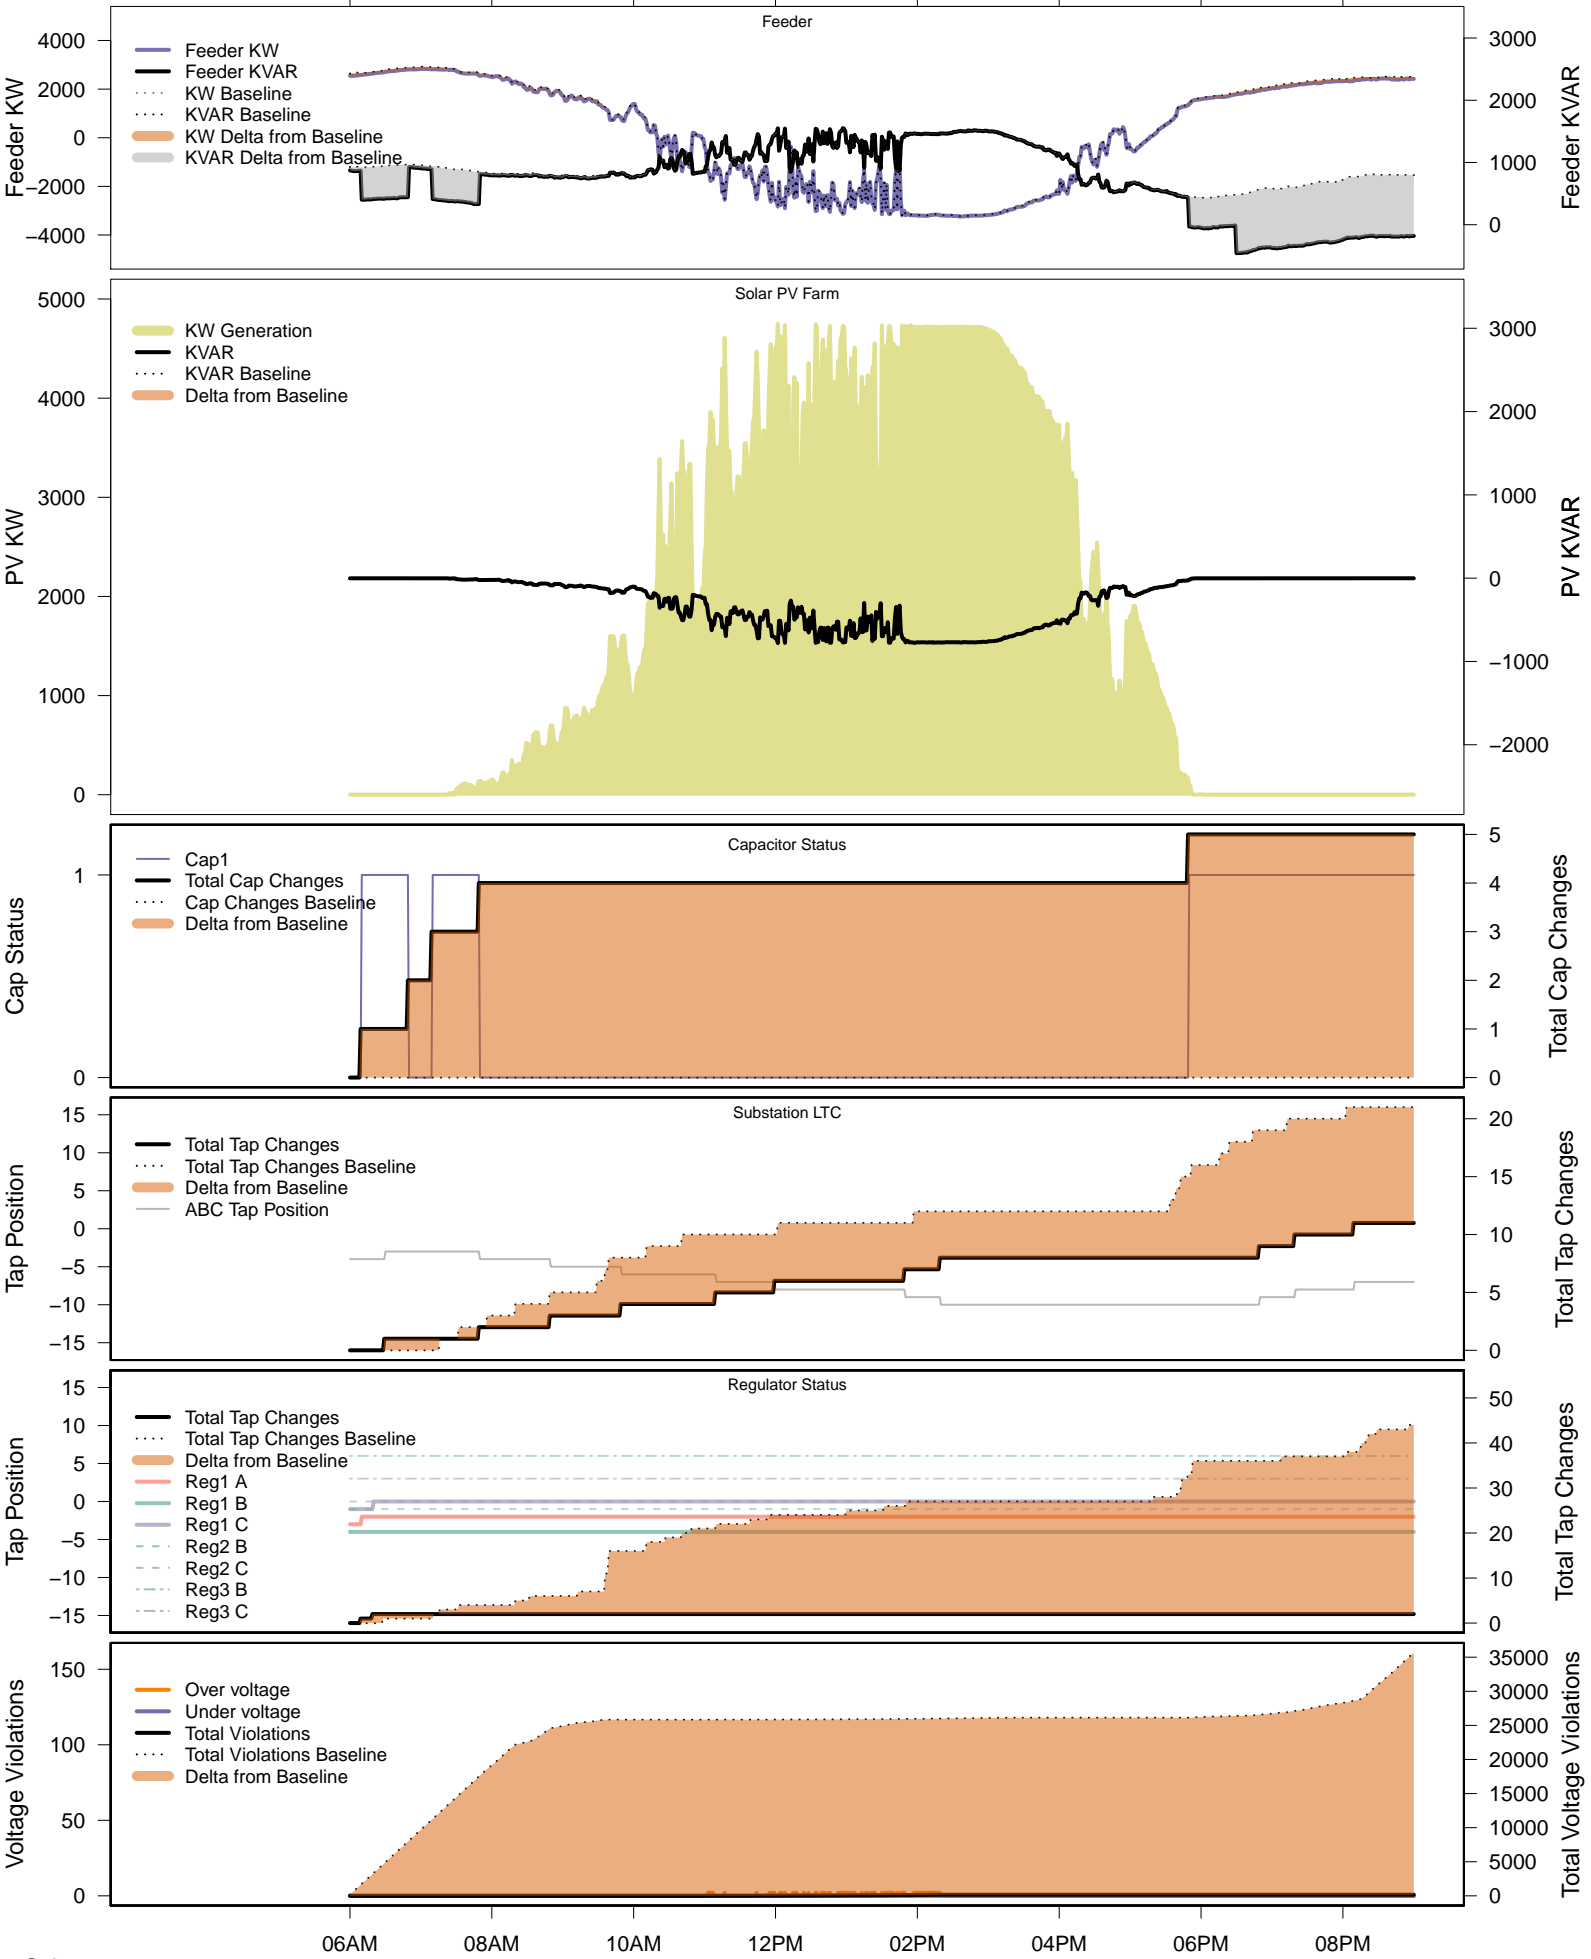 Feeder
Feeder KW
Feeder KVAR
KW Baseline
KVAR Baseline
KW Delta from Baseline
KVAR Delta from Baseline
4000
2000
0
−2000
−4000
Feeder KW
3000
2000
1000
0
Feeder KVAR
Solar PV Farm
KW Generation
KVAR
KVAR Baseline
Delta from Baseline
5000
4000
3000
2000
1000
0
PV KW
3000
2000
1000
0
−1000
−2000
PV KVAR
Capacitor Status
Cap1
Total Cap Changes
Cap Changes Baseline
Delta from Baseline
1
0
Cap Status
5
4
3
2
1
0
Total Cap Changes
Substation LTC
Total Tap Changes
Total Tap Changes Baseline
Delta from Baseline
ABC Tap Position
15
10
5
0
−5
−10
−15
Tap Position
20
15
10
5
0
Total Tap Changes
Regulator Status
Total Tap Changes
Total Tap Changes Baseline
Delta from Baseline
Reg1 A
Reg1 B
Reg1 C
Reg2 B
Reg2 C
Reg3 B
Reg3 C
15
10
5
0
−5
−10
−15
Tap Position
50
40
30
20
10
0
Total Tap Changes
Over voltage
Under voltage
Total Violations
Total Violations Baseline
Delta from Baseline
150
100
50
0
Voltage Violations
35000
30000
25000
20000
15000
10000
5000
0
Total Voltage Violations
06AM
08AM
10AM
12PM
02PM
04PM
06PM
08PM